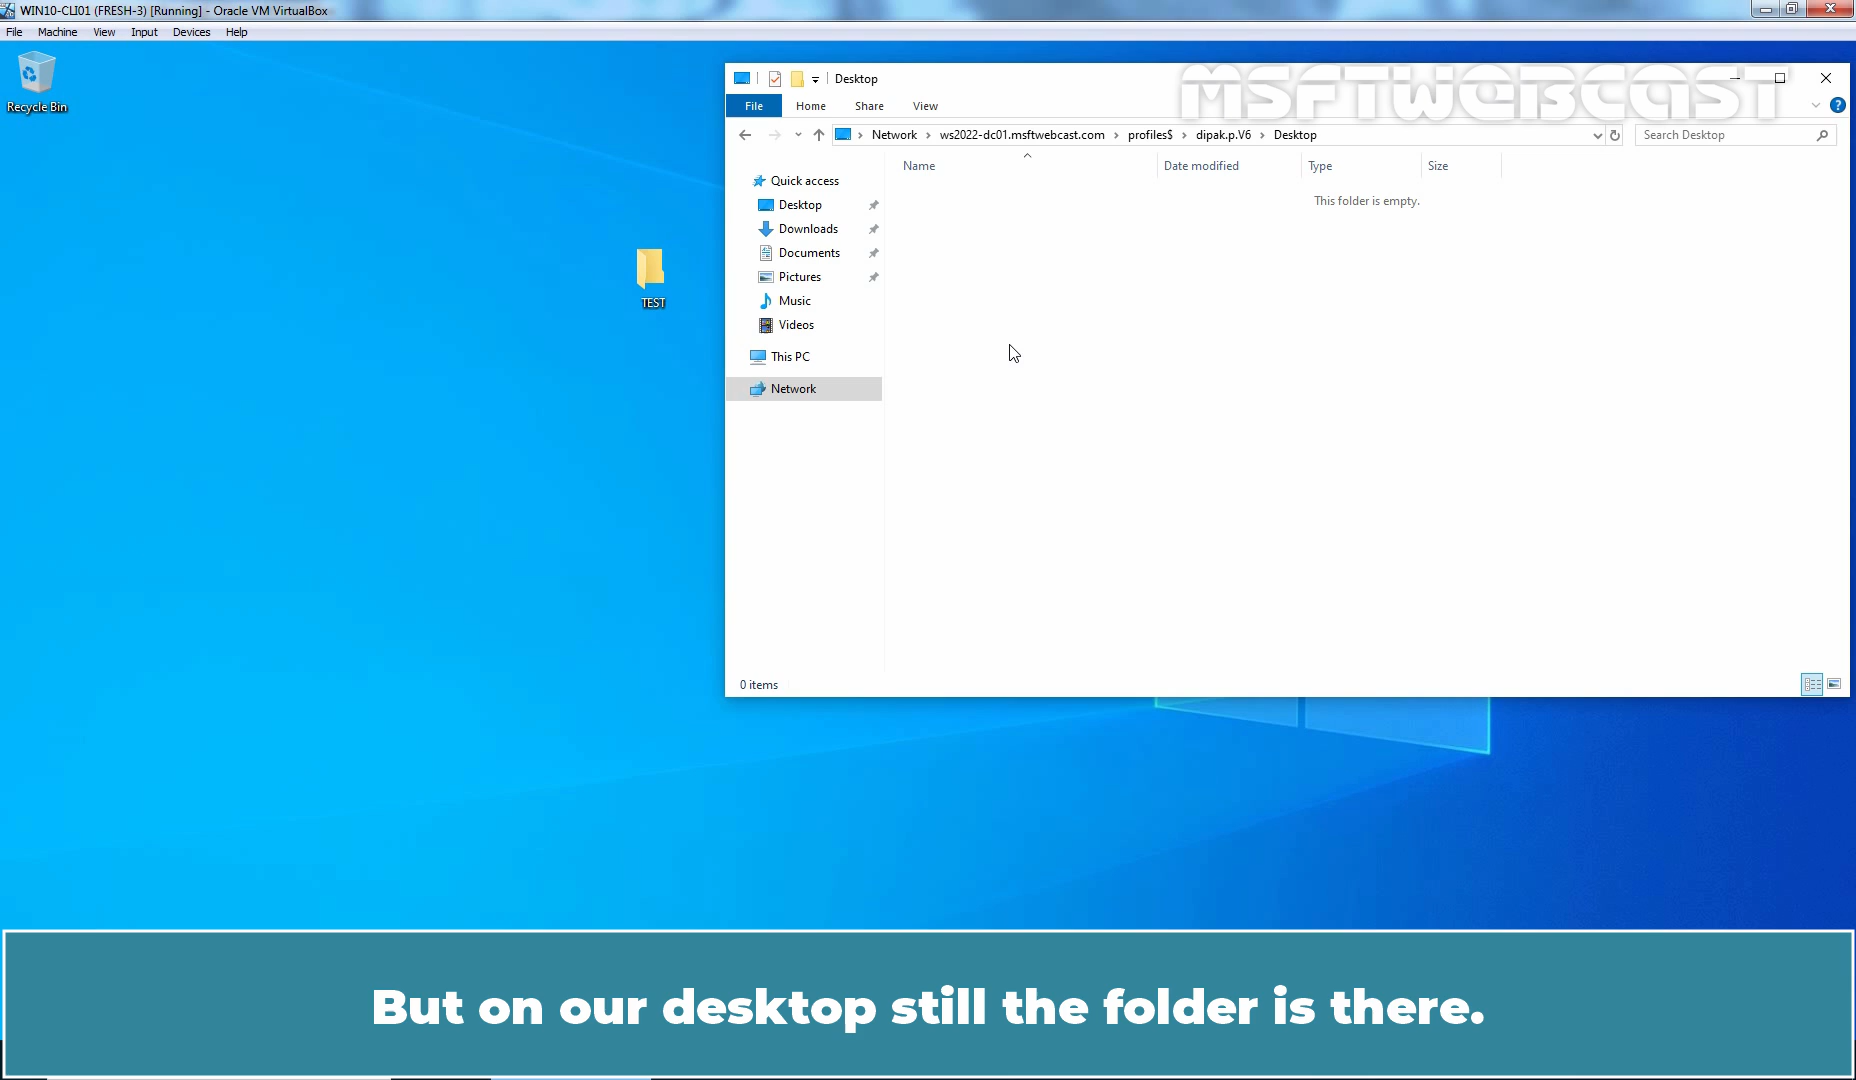 WIN10-CLI01 (FRESH-3) [Running] - Oracle VM VirtualBox
File Machine View Input Devices Help
Recycle Bin
TEST
Desktop
MSFTWEBCAST
File Home Share View
Network > ws2022-dc01.msftwebcast.com > profiles$ > dipak.p.V6 > Desktop
Search Desktop
Name Date modified Type Size
This folder is empty.
Quick access
Desktop
Downloads
Documents
Pictures
Music
Videos
This PC
Network
0 items
But on our desktop still the folder is there.